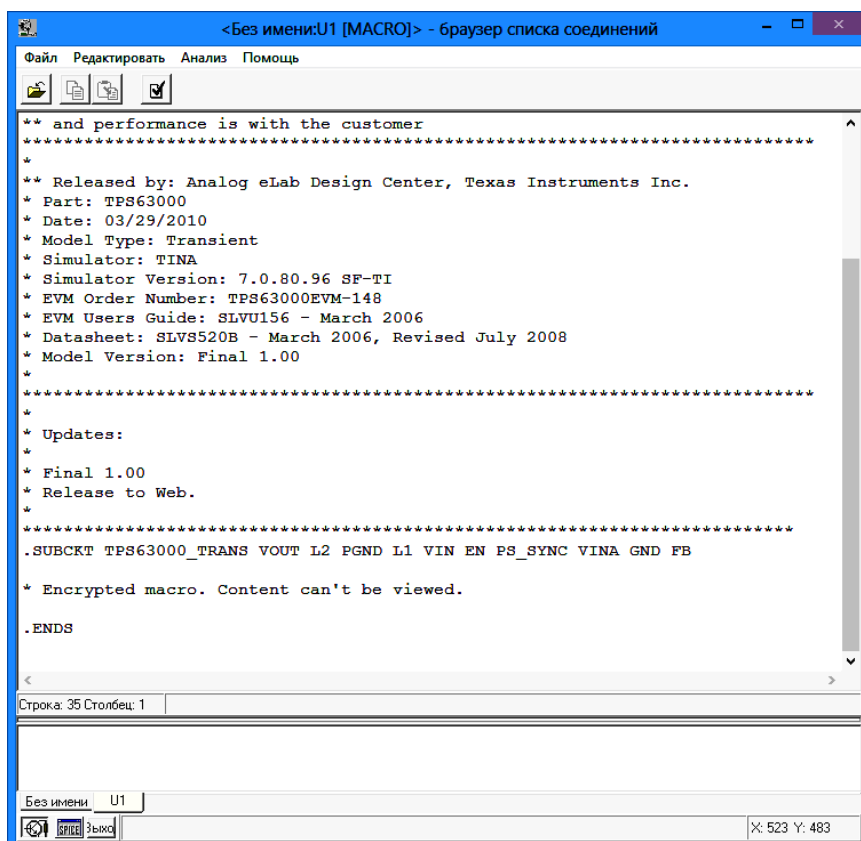 <Без имени:U1 [MACRO]> - браузер списка соединений
Файл Редактировать Анализ Помощь
** and performance is with the customer
*****************************************************************************
*
** Released by: Analog eLab Design Center, Texas Instruments Inc.
* Part: TPS63000
* Date: 03/29/2010
* Model Type: Transient
* Simulator: TINA
* Simulator Version: 7.0.80.96 SF-TI
* EVM Order Number: TPS63000EVM-148
* EVM Users Guide: SLVU156 - March 2006
* Datasheet: SLVS520B - March 2006, Revised July 2008
* Model Version: Final 1.00
*
*****************************************************************************
*
* Updates:
*
* Final 1.00
* Release to Web.
*
***************************************************************************
.SUBCKT TPS63000_TRANS VOUT L2 PGND L1 VIN EN PS_SYNC VINA GND FB
* Encrypted macro. Content can't be viewed.
.ENDS
Строка: 35 Столбец: 1
Без имени U1
SPICE Выхо X: 523 Y: 483